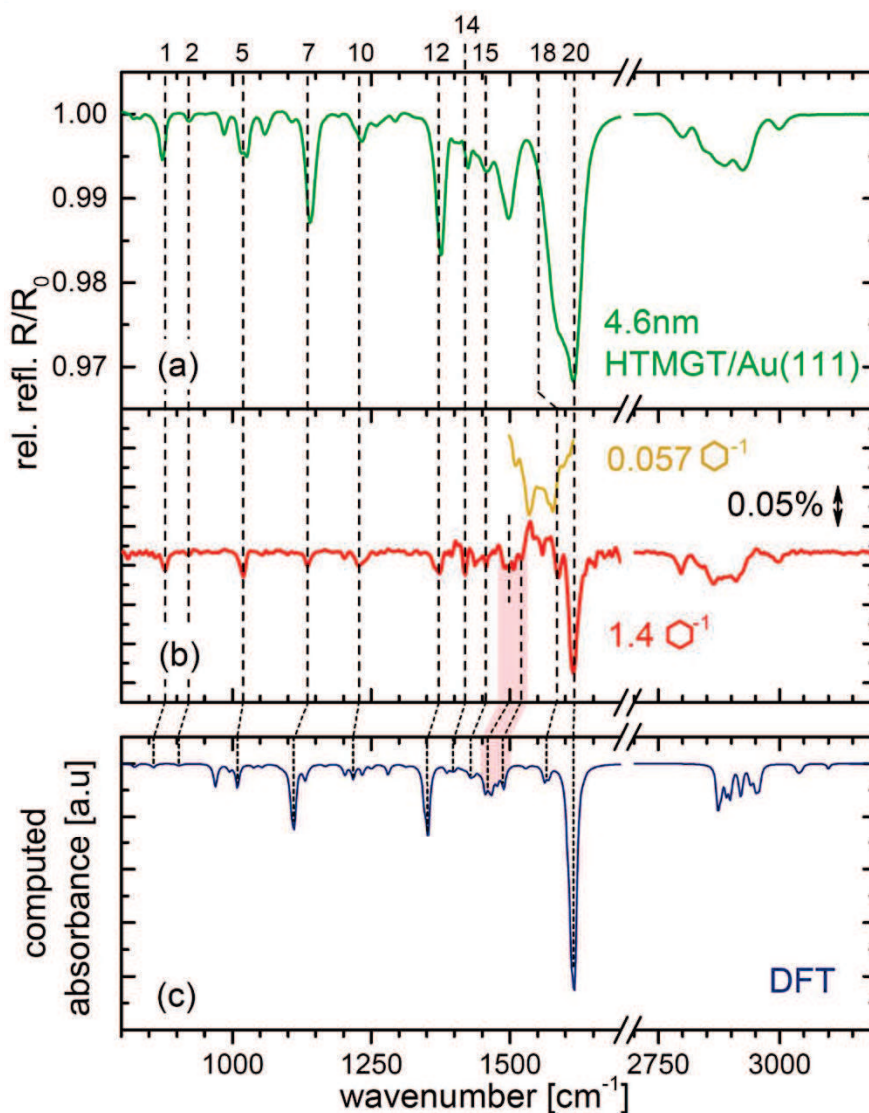 14
1 2 5 7 10 12 15 18 20
1.00
0.99
0.98
0.97
rel. refl. R/R0
(a)
4.6nm
HTMGT/Au(111)
0.057 ⬡-1
0.05%
1.4 ⬡-1
(b)
computed
absorbance [a.u]
(c)
DFT
1000 1250 1500 2750 3000
wavenumber [cm-1]